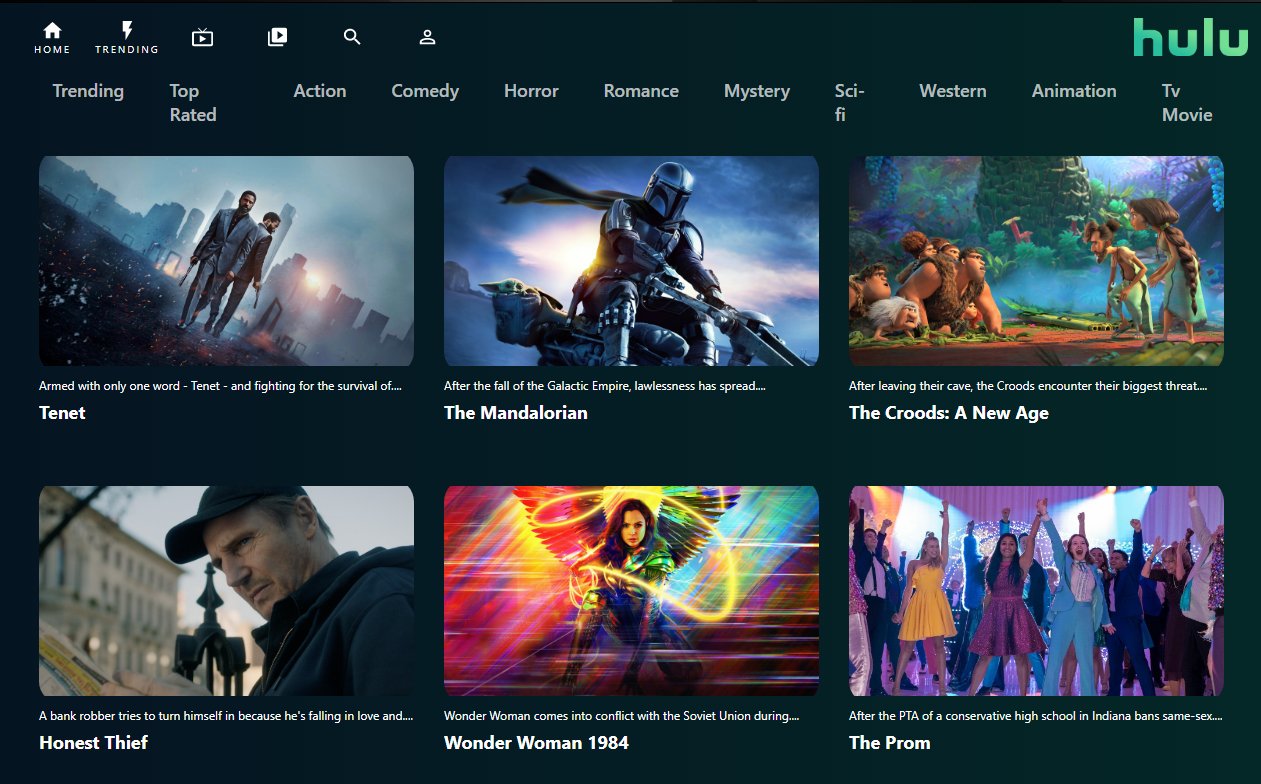 HOME
TRENDING
hulu
Trending
Top
Rated
Action
Comedy
Horror
Romance
Mystery
Sci-
fi
Western
Animation
Tv
Movie
Armed with only one word - Tenet - and fighting for the survival of....
Tenet
After the fall of the Galactic Empire, lawlessness has spread....
The Mandalorian
After leaving their cave, the Croods encounter their biggest threat....
The Croods: A New Age
A bank robber tries to turn himself in because he's falling in love and....
Honest Thief
Wonder Woman comes into conflict with the Soviet Union during....
Wonder Woman 1984
After the PTA of a conservative high school in Indiana bans same-sex....
The Prom